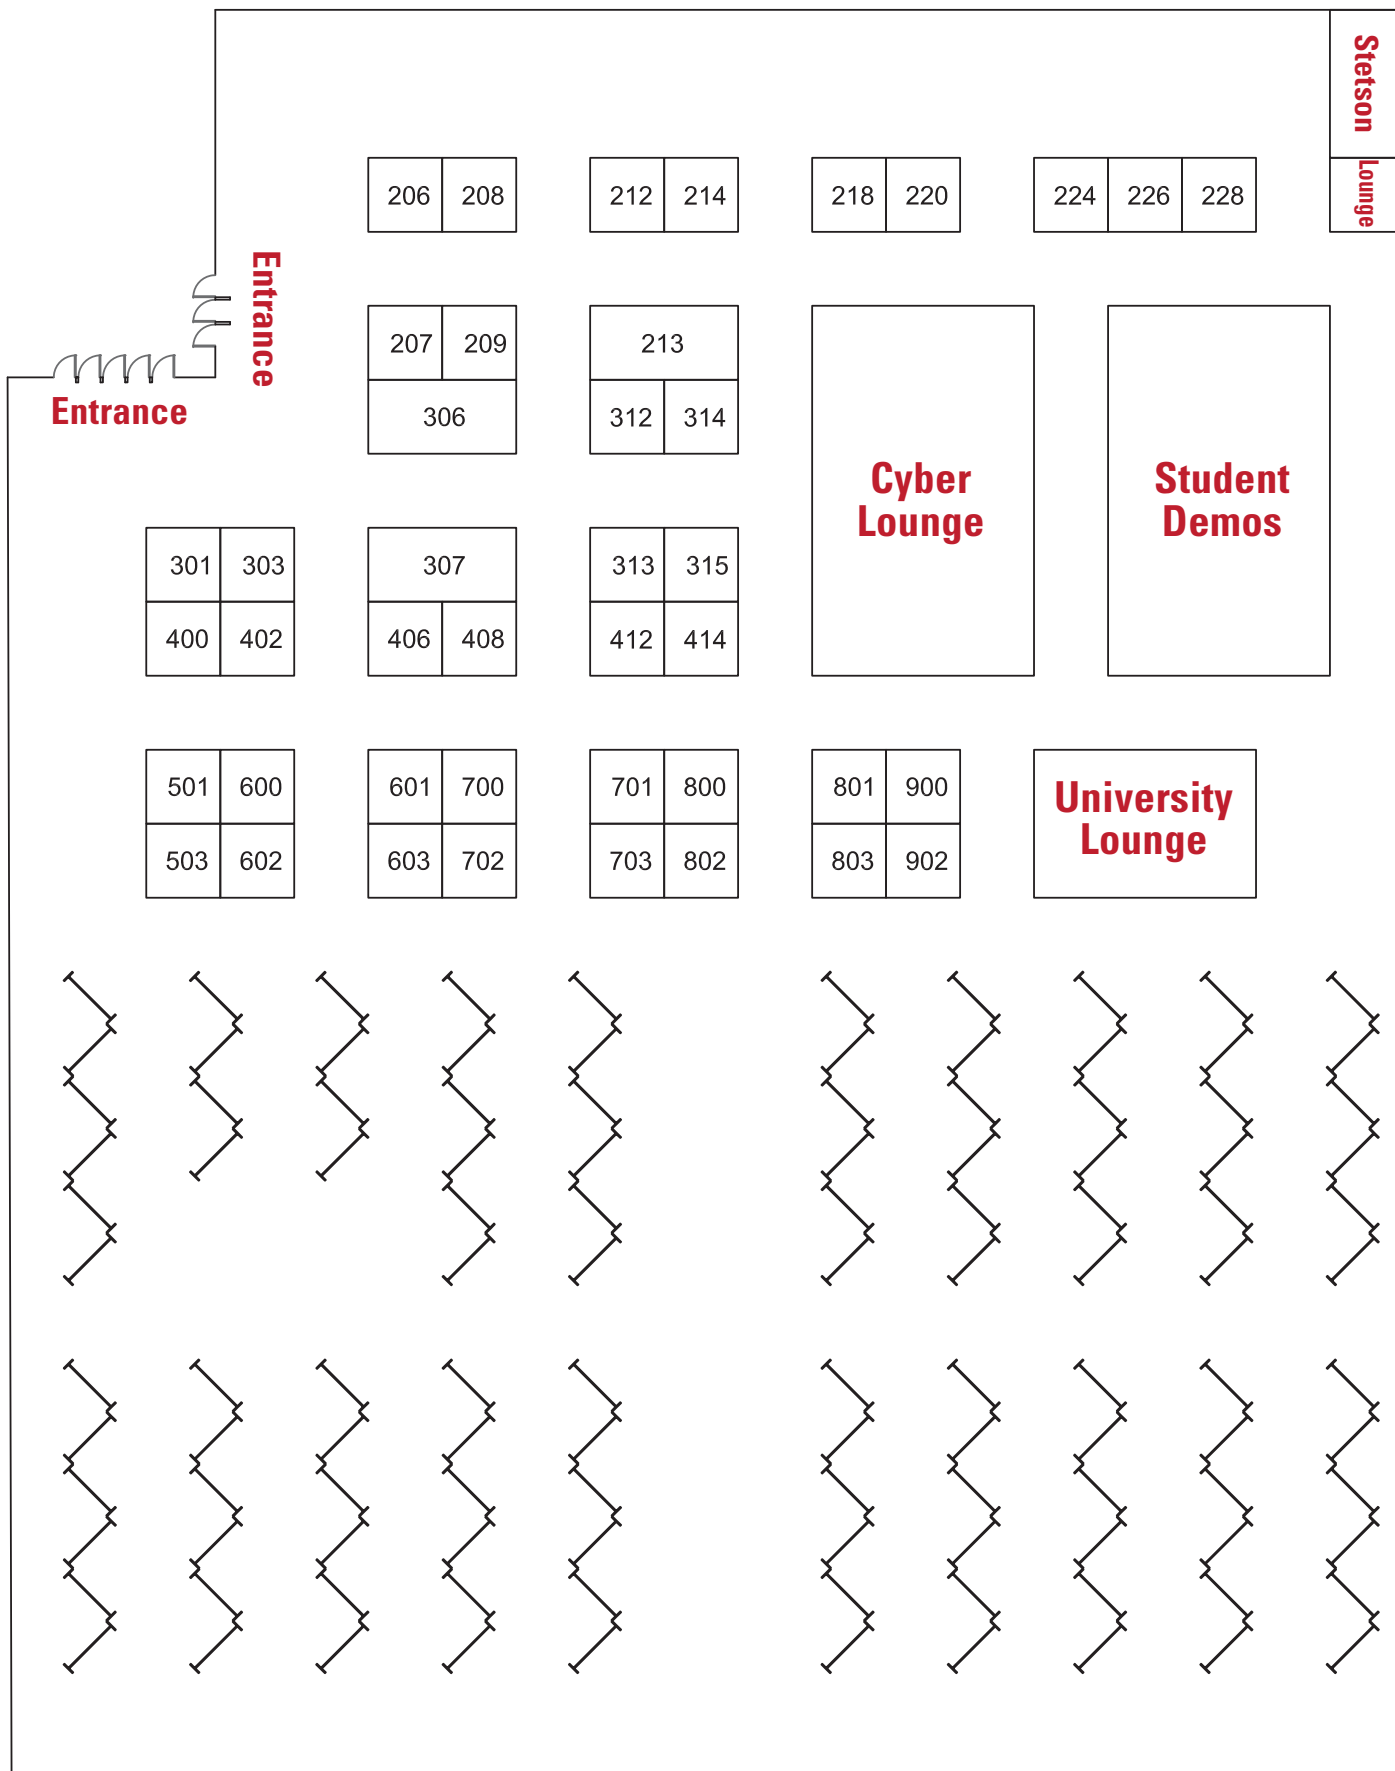 Stetson
Lounge
206 208 212 214 218 220 224 226 228
Entrance
207 209 213
Entrance
306 312 314
Cyber
Lounge
Student
Demos
301 303 307 313 315
400 402 406 408 412 414
501 600 601 700 701 800 801 900
503 602 603 702 703 802 803 902
University
Lounge